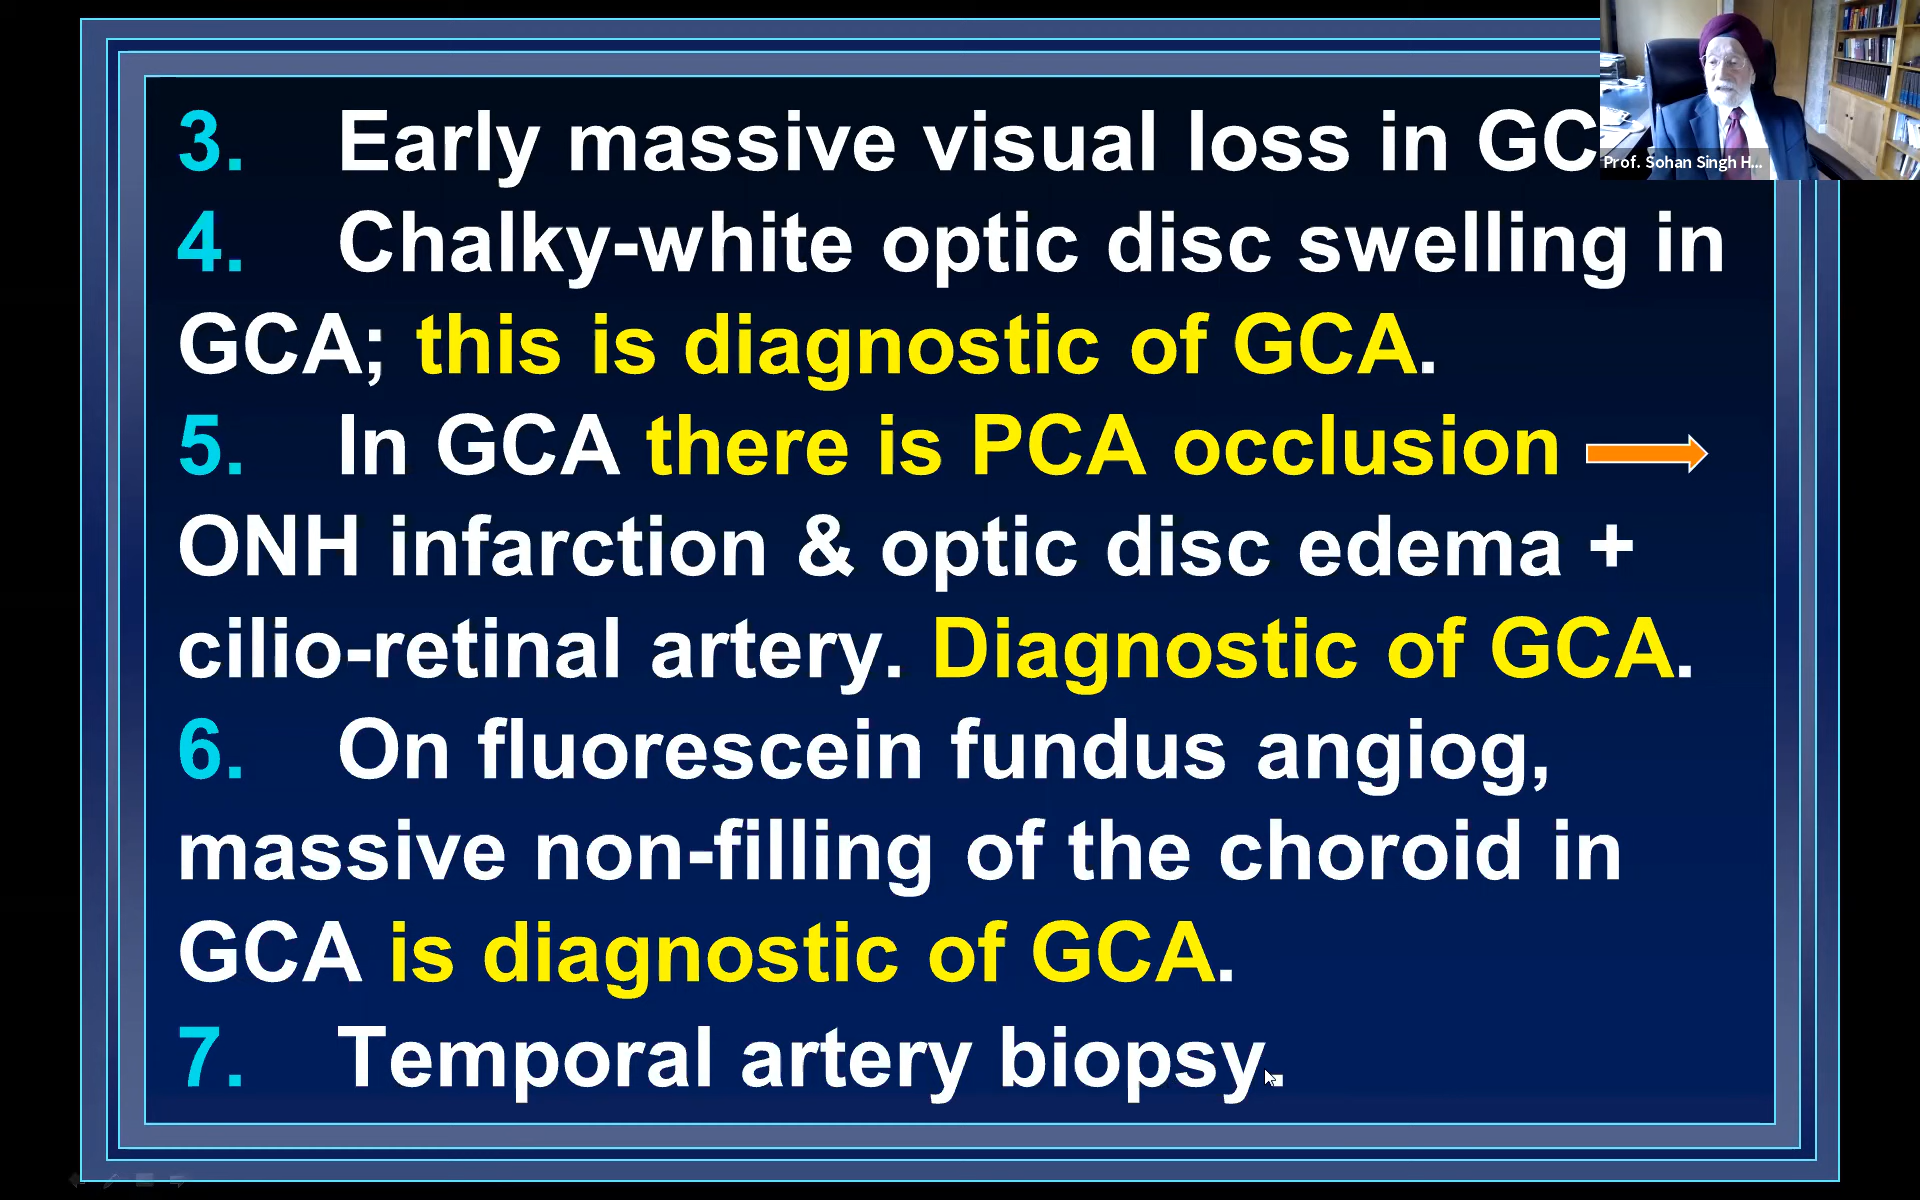 3. Early massive visual loss in GC
4. Chalky-white optic disc swelling in
GCA; this is diagnostic of GCA.
5. In GCA there is PCA occlusion
ONH infarction & optic disc edema +
cilio-retinal artery. Diagnostic of GCA.
6. On fluorescein fundus angiog,
massive non-filling of the choroid in
GCA is diagnostic of GCA.
7. Temporal artery biopsy.
Prof. Sohan Singh H...